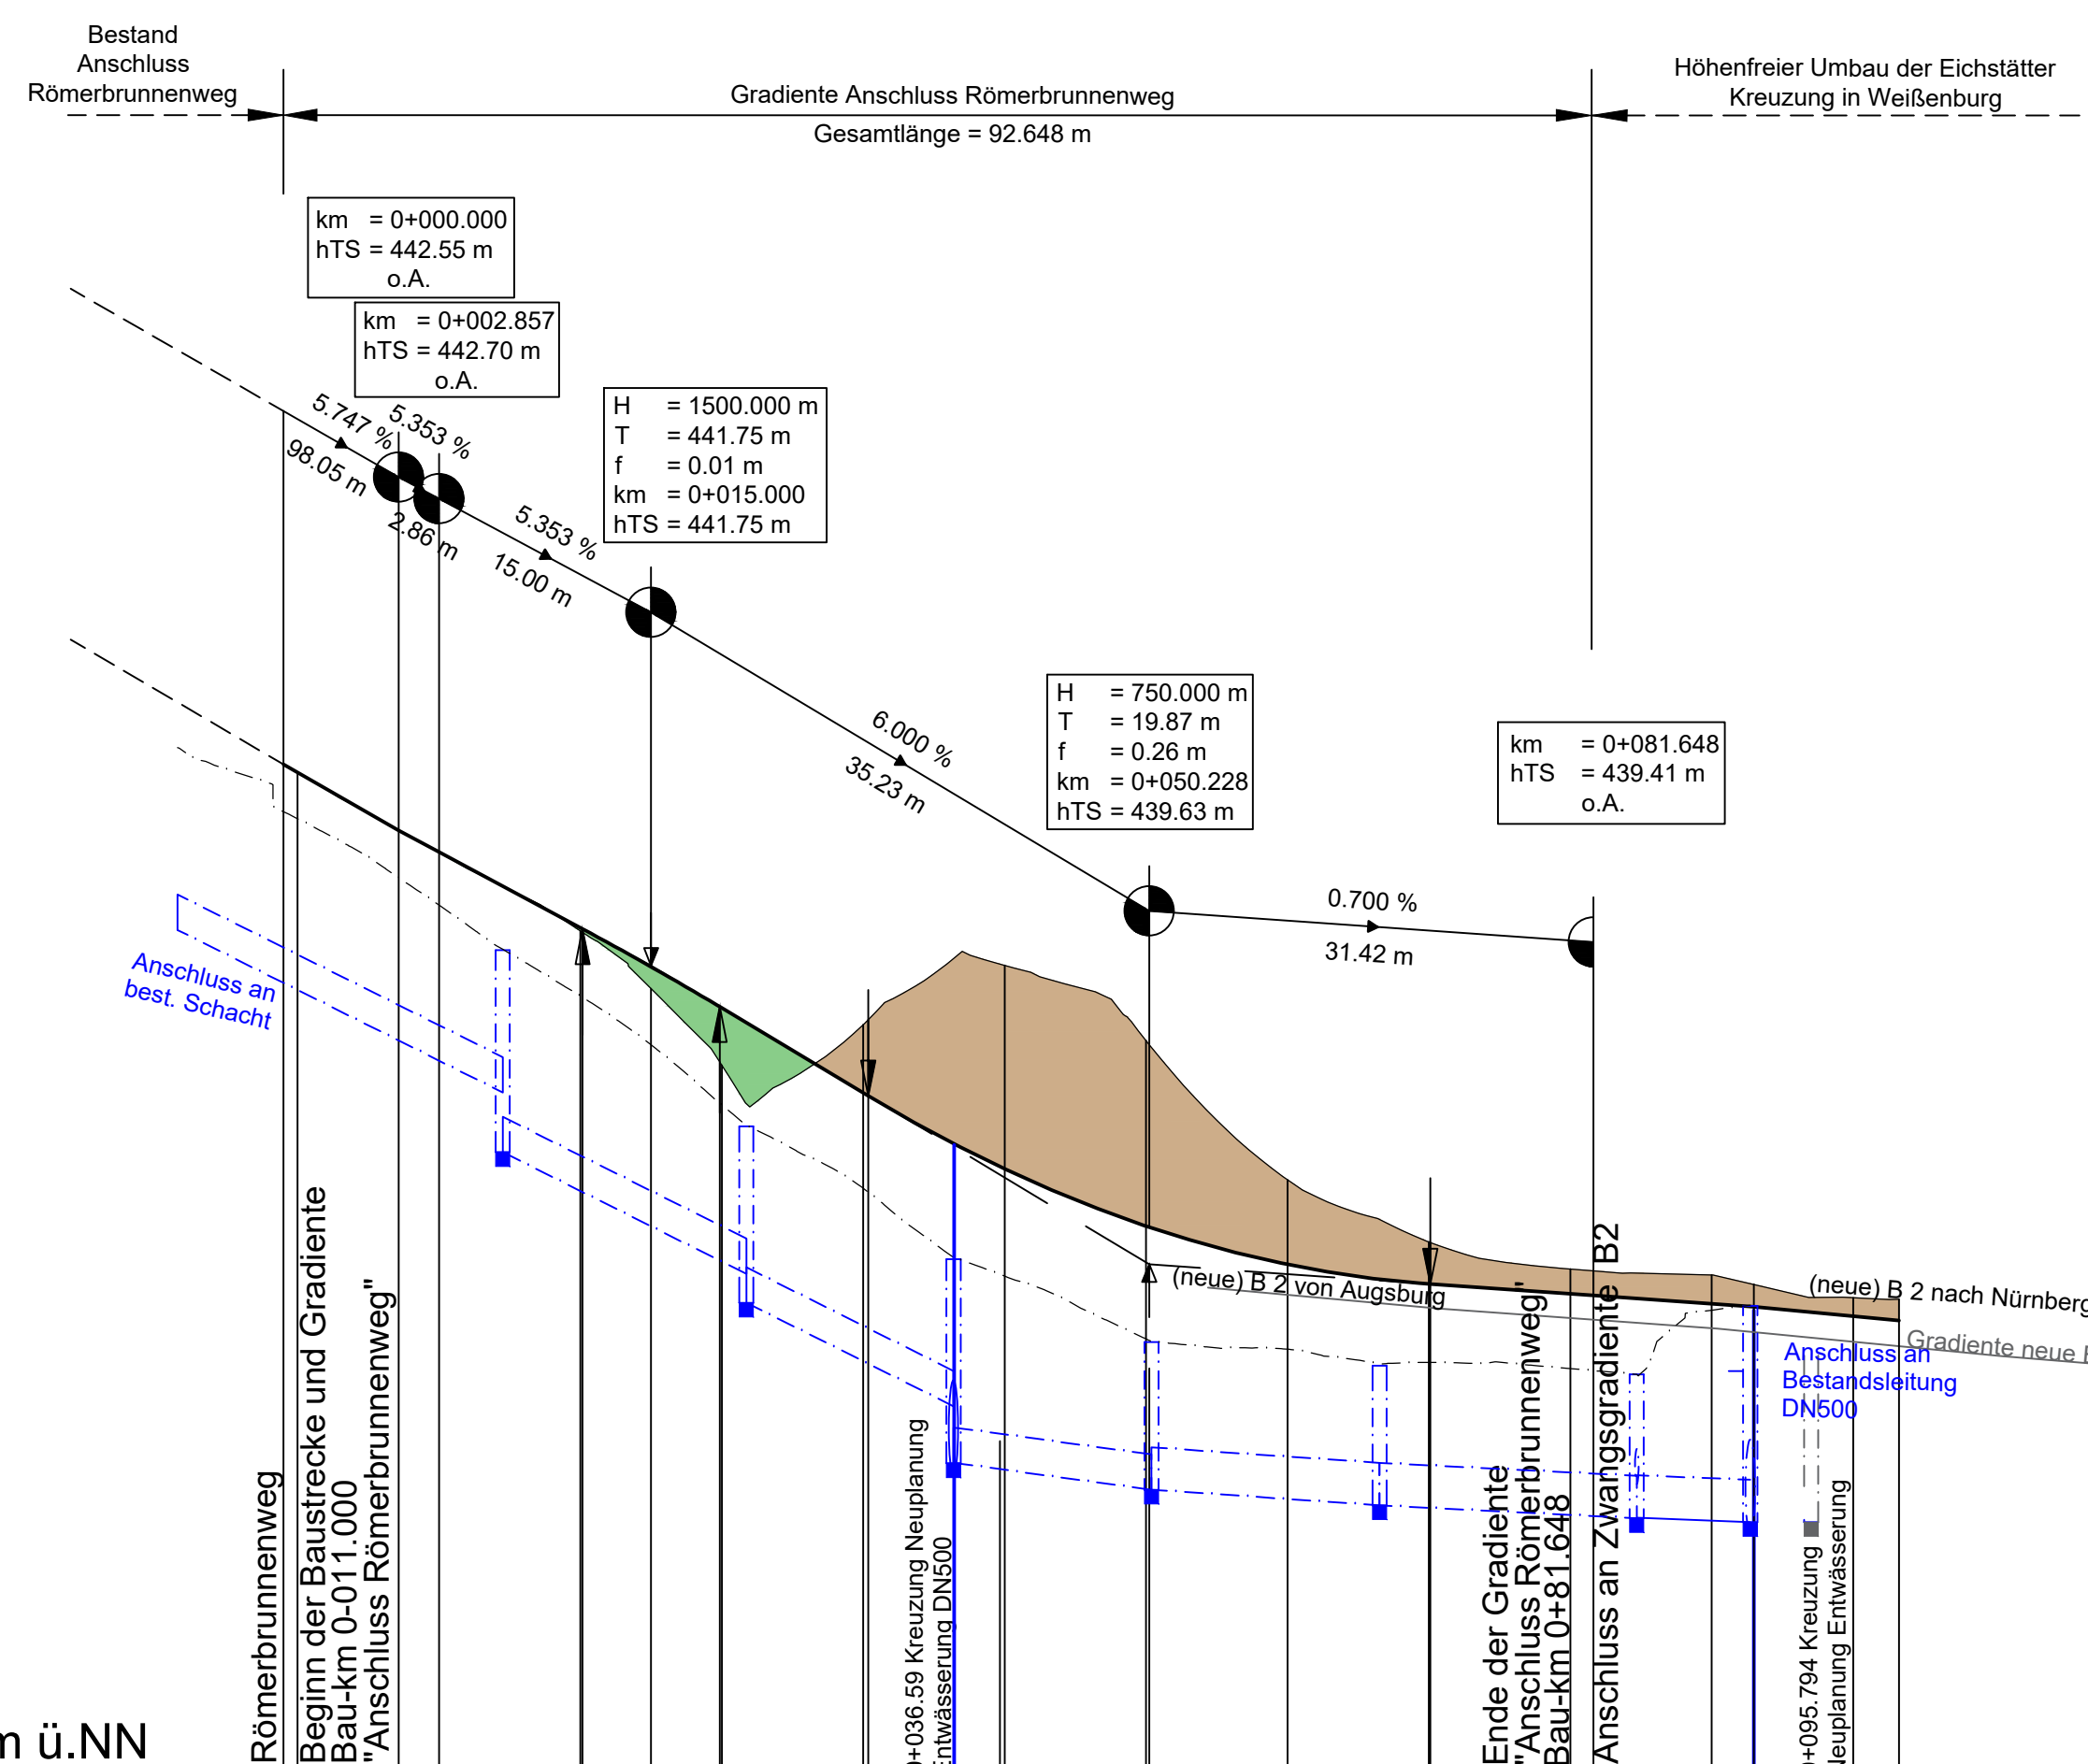 Bestand
Anschluss
Römerbrunnenweg
Gradiente Anschluss Römerbrunnenweg
Gesamtlänge = 92.648 m
Höhenfreier Umbau der Eichstätter
Kreuzung in Weißenburg
km = 0+000.000
hTS = 442.55 m
o.A.
km = 0+002.857
hTS = 442.70 m
o.A.
H = 1500.000 m
T = 441.75 m
f = 0.01 m
km = 0+015.000
hTS = 441.75 m
5.747 %
98.05 m
5.353 %
2.86 m
5.353 %
15.00 m
6.000 %
35.23 m
H = 750.000 m
T = 19.87 m
f = 0.26 m
km = 0+050.228
hTS = 439.63 m
km = 0+081.648
hTS = 439.41 m
o.A.
0.700 %
31.42 m
Anschluss an
best. Schacht
(neue) B 2 von Augsburg
(neue) B 2 nach Nürnberg
Gradiente neue
Anschluss an
Bestandsleitung
DN500
Römerbrunnenweg
Beginn der Baustrecke und Gradiente
Bau-km 0-011.000
"Anschluss Römerbrunnenweg"
0+036.59 Kreuzung Neuplanung
Entwässerung DN500
Ende der Gradiente
"Anschluss Römerbrunnenweg"
Bau-km 0+81.648
Anschluss an Zwangsgradiente B2
0+095.794 Kreuzung
Neuplanung Entwässerung
m ü.NN